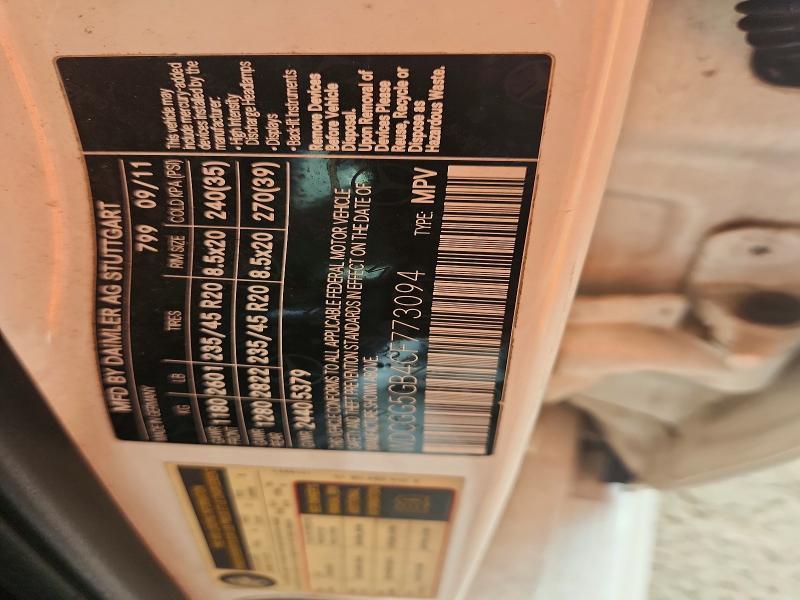 MFD BY DAIMLER AG STUTTGART
MADE IN GERMANY 799 09/11
KG LB TIRES RIM SIZE COLD KPA (PSI)
GAWR FRONT 1180 2601 235/45 R20 8.5x20 240(35)
GAWR REAR 1280 2822 235/45 R20 8.5x20 270(39)
GVWR 2440 5379
THIS VEHICLE CONFORMS TO ALL APPLICABLE FEDERAL MOTOR VEHICLE
SAFETY AND THEFT PREVENTION STANDARDS IN EFFECT ON THE DATE OF
MANUFACTURE SHOWN ABOVE.
WDCGG5GB4CF773094 TYPE: MPV
This vehicle may
include mercury-added
devices installed by the
manufacturer:
• High Intensity
Discharge Headlamps
• Displays
• Back-lit Instruments
Remove Devices
Before Vehicle
Disposal.
Upon Removal of
Devices Please
Reuse, Recycle or
Dispose as
Hazardous Waste.